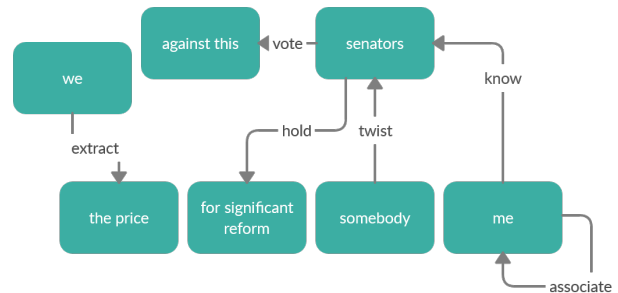 against this
vote
senators
we
know
extract
hold
twist
the price
for significant
reform
somebody
me
associate